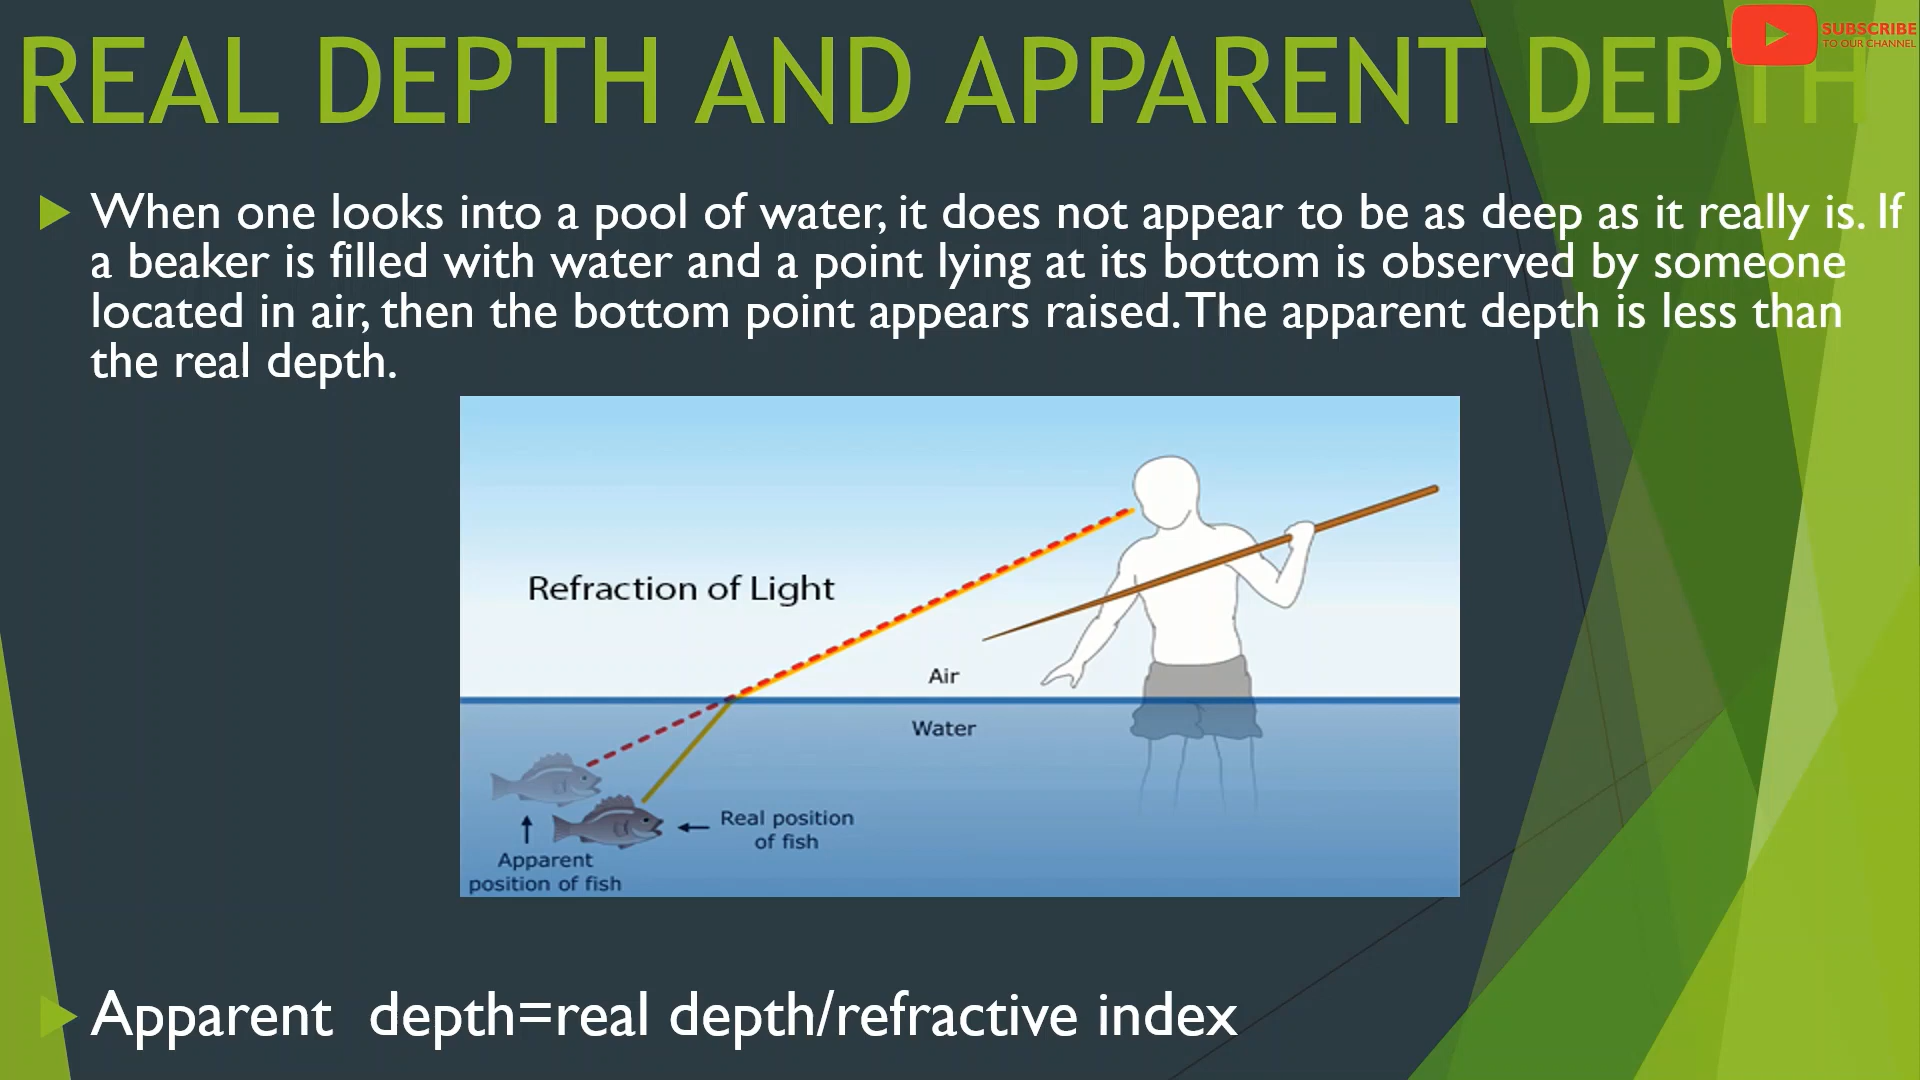 REAL DEPTH AND APPARENT DEPTH
SUBSCRIBE
TO OUR CHANNEL
When one looks into a pool of water, it does not appear to be as deep as it really is. If
a beaker is filled with water and a point lying at its bottom is observed by someone
located in air, then the bottom point appears raised. The apparent depth is less than
the real depth.
Refraction of Light
Air
Water
Real position
of fish
Apparent
position of fish
Apparent depth=real depth/refractive index